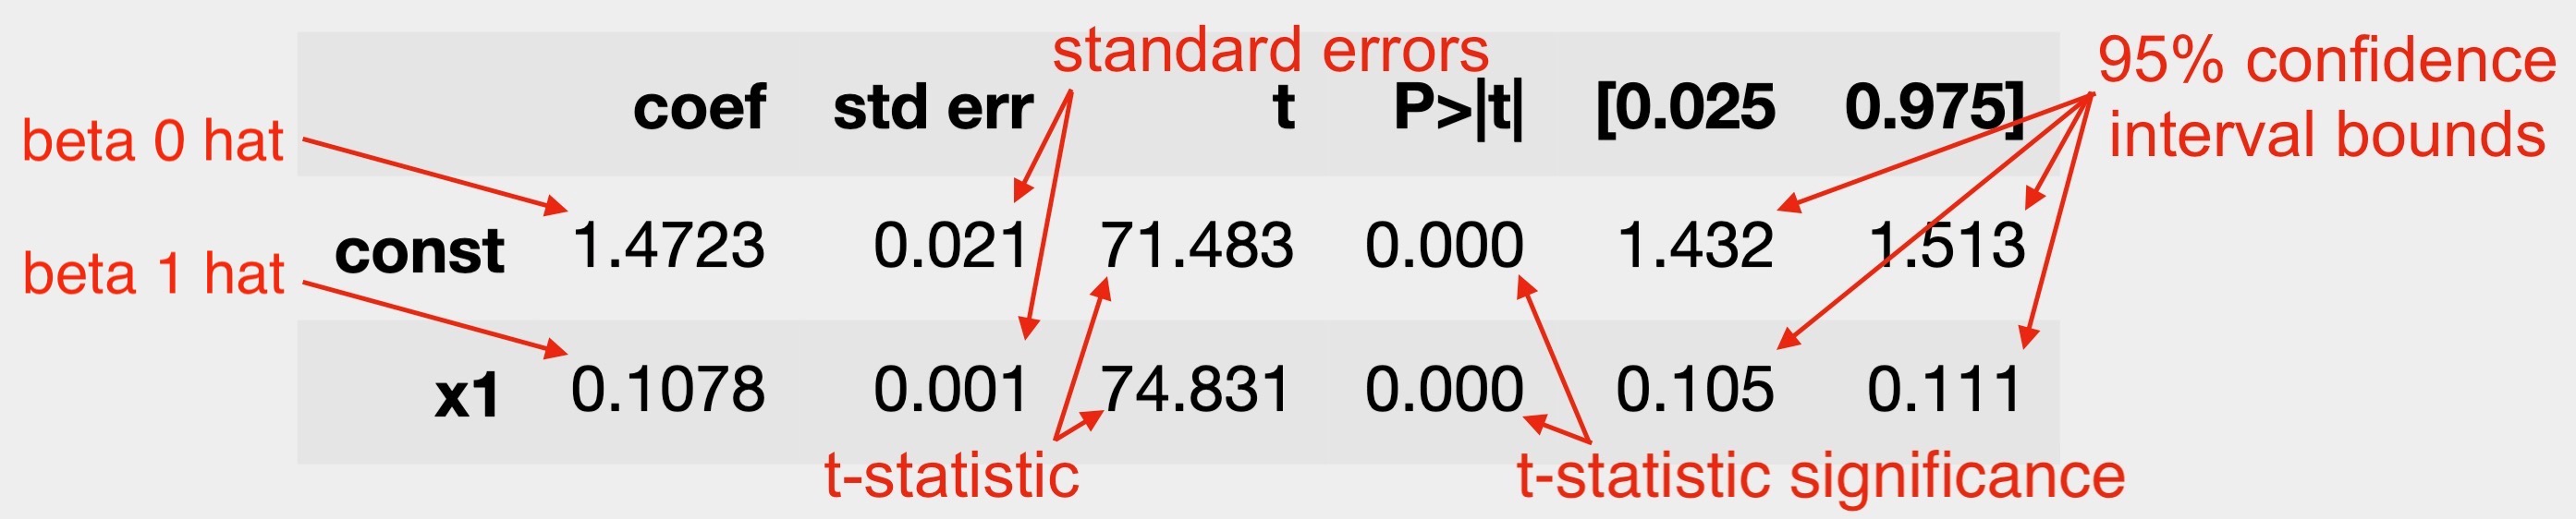 standard errors
95% confidence
interval bounds
coef std err t P>|t| [0.025 0.975]
beta 0 hat
const 1.4723 0.021 71.483 0.000 1.432 1.513
beta 1 hat
x1 0.1078 0.001 74.831 0.000 0.105 0.111
t-statistic
t-statistic significance